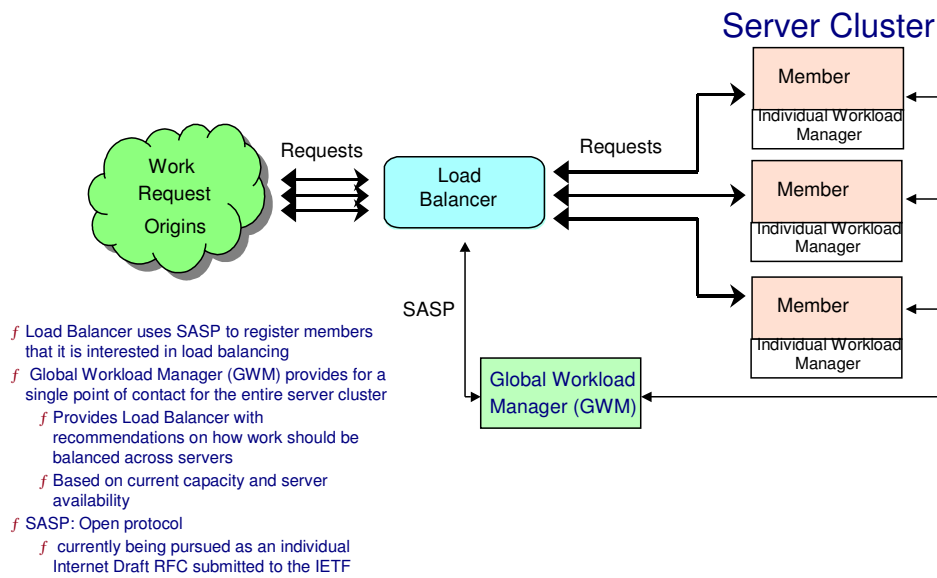 Server Cluster
Member
Individual Workload
Manager
Requests
Requests
Work
Request
Origins
Load
Balancer
Member
Individual Workload
Manager
Member
Individual Workload
Manager
SASP
Global Workload
Manager (GWM)
ƒ Load Balancer uses SASP to register members
that it is interested in load balancing
ƒ Global Workload Manager (GWM) provides for a
single point of contact for the entire server cluster
ƒ Provides Load Balancer with
recommendations on how work should be
balanced across servers
ƒ Based on current capacity and server
availability
ƒ SASP: Open protocol
ƒ currently being pursued as an individual
Internet Draft RFC submitted to the IETF